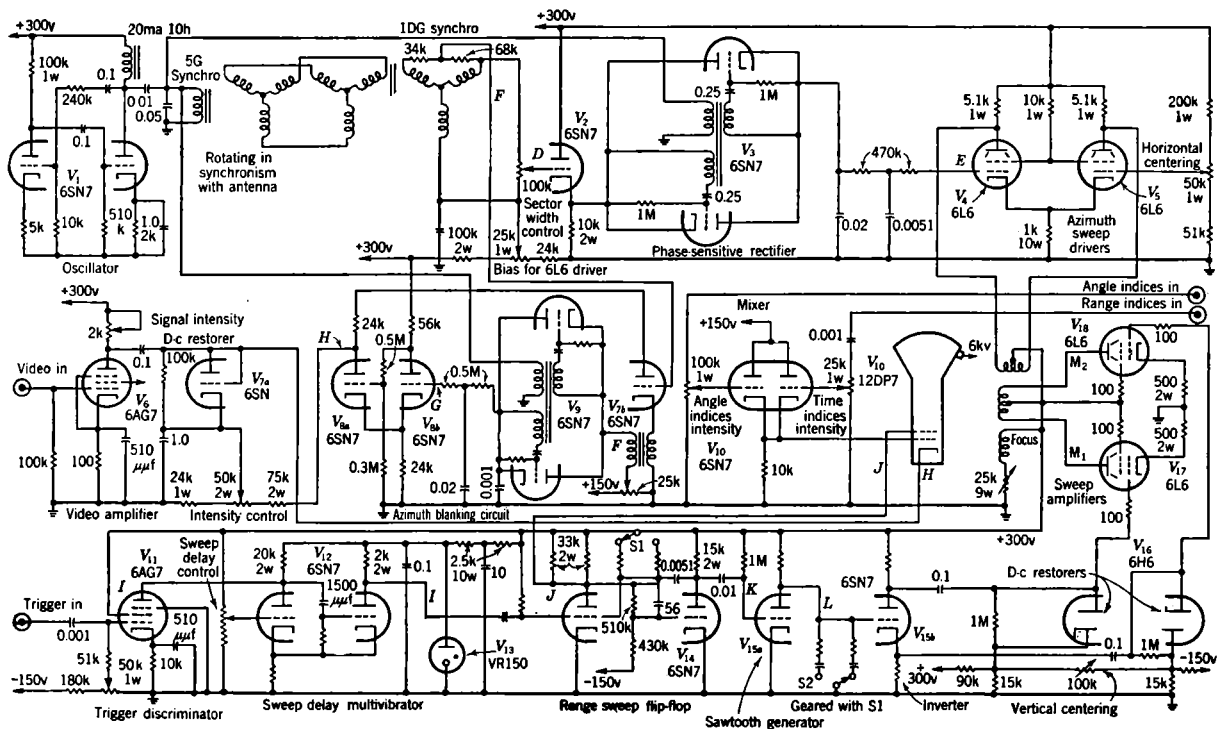 +300v
20ma 10h
1DG synchro
+300v
100k
1w
0.1
0.01
0.05
5G
Synchro
34k
68k
F
240k
0.1
V1
6SN7
5k
10k
510
k
1.0
2k
Oscillator
Rotating in
synchronism
with antenna
V2
6SN7
D
100k
Sector
width
control
100k
2w
25k
1w
24k
10k
2w
Bias for 6L6 driver
+300v
1M
0.25
V3
6SN7
0.25
1M
Phase-sensitive rectifier
470k
0.02
0.0051
5.1k
1w
10k
1w
5.1k
1w
E
V4
6L6
V5
6L6
1k
10w
Azimuth
sweep
drivers
200k
1w
Horizontal
centering
50k
1w
51k
Angle indices in
Range indices in
+300v
2k
Signal intensity
D-c restorer
0.1
100k
V7a
6SN
Video in
V6
6AG7
100k
100
510
μμf
1.0
24k
1w
50k
2w
75k
2w
Video amplifier
Intensity control
H
24k
56k
0.5M
V8a
6SN7
V8b
6SN7
G
0.5M
0.3M
24k
0.02
0.001
Azimuth blanking circuit
V9
6SN7
V7b
6SN7
F
+150v
25k
Mixer
+150v
100k
1w
Angle indices
intensity
V10
6SN7
10k
0.001
25k
1w
Time
indices
intensity
V10
12DP7
6kv
J
H
Focus
25k
9w
+300v
V18
6L6
M2
100
100
500
2w
100
500
2w
M1
V17
6L6
Sweep
amplifiers
100
Trigger in
0.001
V11
6AG7
I
Sweep
delay
control
510
μμf
51k
50k
1w
10k
-150v
180k
Trigger discriminator
20k
2w
V12
6SN7
2k
2w
1500
μμf
0.1
2.5k
10w
10
I
V13
VR150
Sweep delay multivibrator
33k
2w
S1
J
0.0051
15k
2w
0.01
56
510k
430k
-150v
V14
6SN7
Range sweep flip-flop
1M
K
V15a
L
S2
6SN7
V15b
Sawtooth generator
Geared with S1
Inverter
0.1
1M
V16
6H6
D-c restorers
0.1
1M
-150v
+
300v
90k
15k
100k
15k
Vertical centering